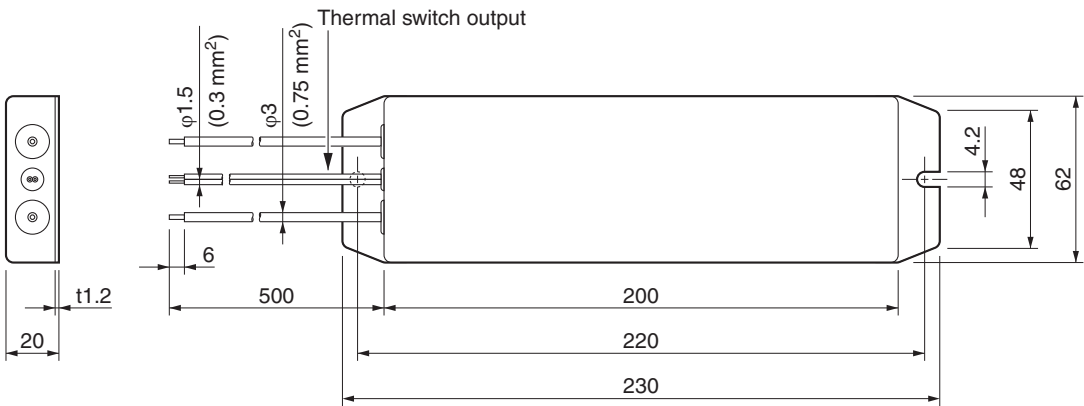 Thermal switch output
φ1.5
(0.3 mm²)
φ3
(0.75 mm²)
4.2
48
62
6
t1.2
500
200
20
220
230